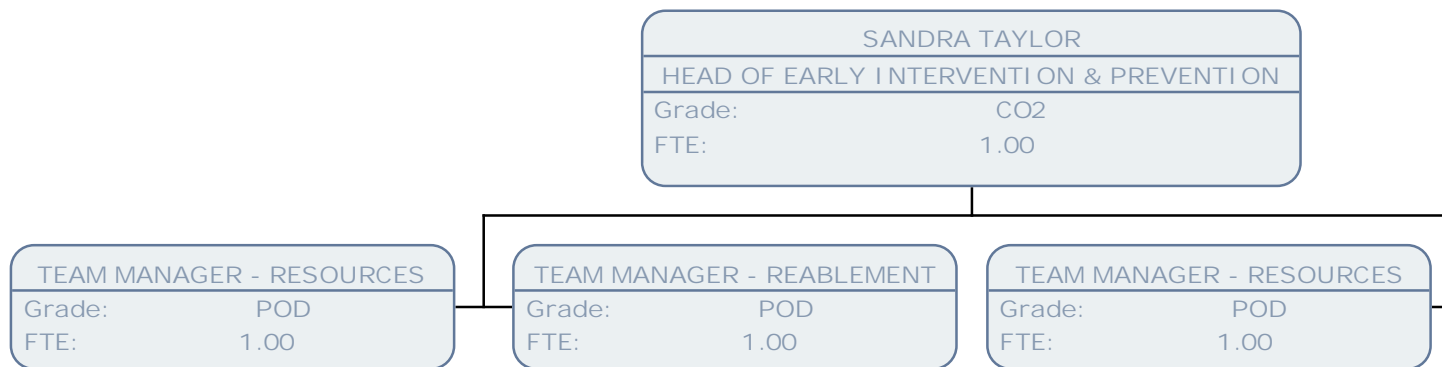 SANDRA TAYLOR
HEAD OF EARLY INTERVENTION & PREVENTION
Grade: CO2
FTE: 1.00
TEAM MANAGER - RESOURCES
Grade: POD
FTE: 1.00
TEAM MANAGER - REABLEMENT
Grade: POD
FTE: 1.00
TEAM MANAGER - RESOURCES
Grade: POD
FTE: 1.00